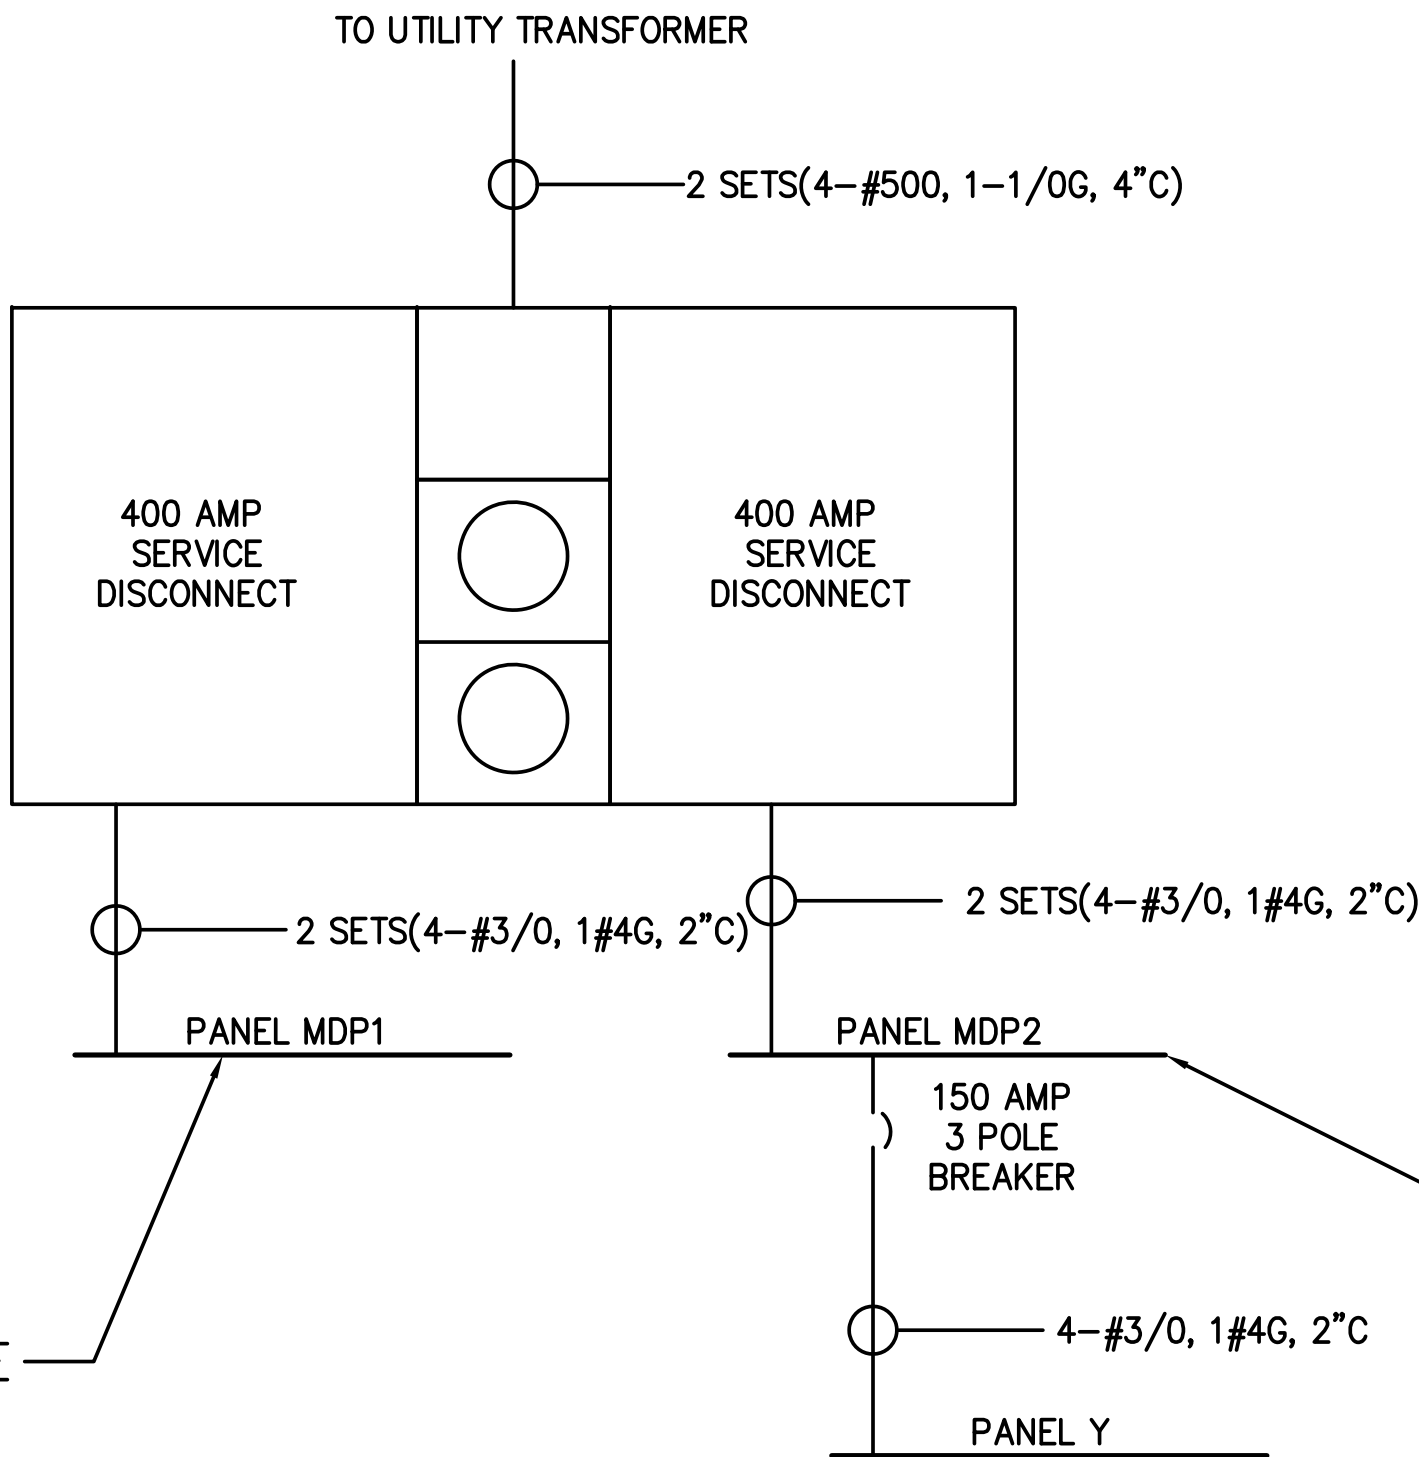 TO UTILITY TRANSFORMER
2 SETS(4-#500, 1-1/0G, 4"C)
400 AMP
SERVICE
DISCONNECT
400 AMP
SERVICE
DISCONNECT
2 SETS(4-#3/0, 1#4G, 2"C)
2 SETS(4-#3/0, 1#4G, 2"C)
PANEL MDP1
PANEL MDP2
150 AMP
3 POLE
BREAKER
4-#3/0, 1#4G, 2"C
PANEL Y